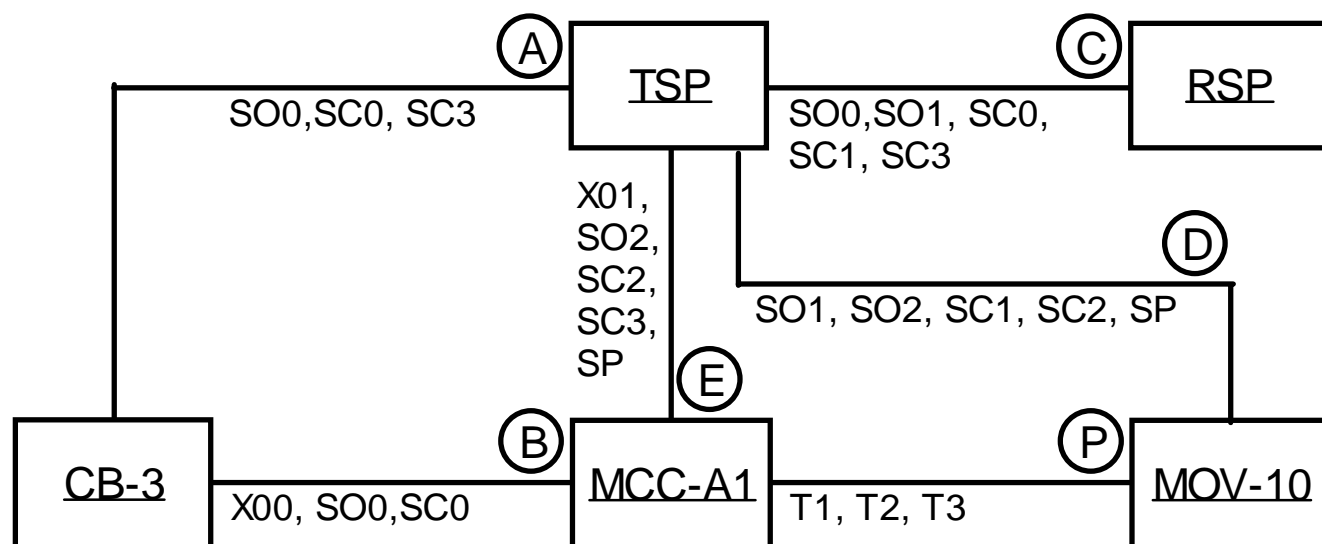 A
TSP
C
RSP
SO0,SC0, SC3
SO0,SO1, SC0,
SC1, SC3
X01,
SO2,
SC2,
SC3,
SP
D
SO1, SO2, SC1, SC2, SP
E
B
P
CB-3
MCC-A1
MOV-10
X00, SO0,SC0
T1, T2, T3